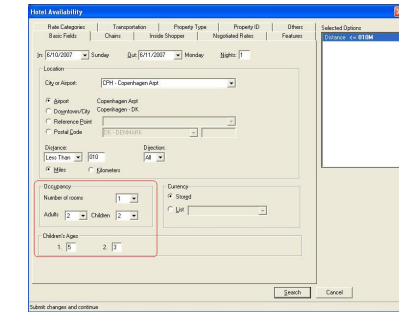 Hotel Availability
Rate Categories Transportation Property Type Property ID Others
Basic Fields Chains Inside Shopper Negotiated Rates Features
Selected Options
Distance <= 010M
In: 6/10/2007 Sunday Out: 6/11/2007 Monday Nights: 1
Location
City or Airport: CPH - Copenhagen Arpt
Airport Copenhagen Arpt
Downtown/City Copenhagen - DK
Reference Point
Postal Code DK - DENMARK
Distance: Direction:
Less Than 010 All
Miles Kilometers
Occupancy Currency
Number of rooms 1 Stored
List
Adults 2 Children 2
Children's Ages
1. 5 2. 3
Search Cancel
Submit changes and continue